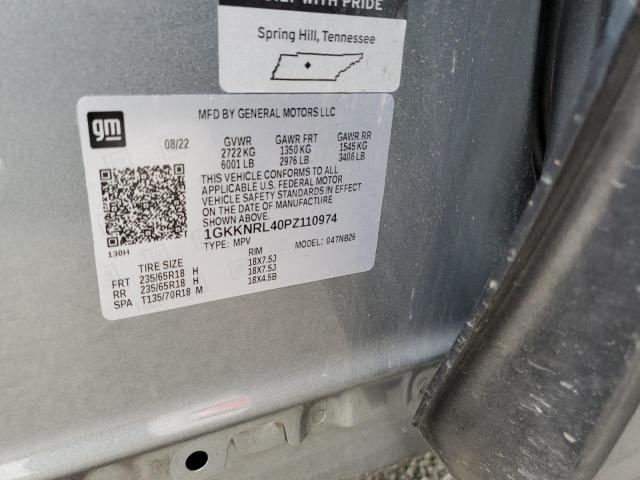 BUILT WITH PRIDE
Spring Hill, Tennessee
gm
MFD BY GENERAL MOTORS LLC
08/22 GVWR GAWR FRT GAWR RR
2722 KG 1350 KG 1545 KG
6001 LB 2976 LB 3406 LB
THIS VEHICLE CONFORMS TO ALL
APPLICABLE U.S. FEDERAL MOTOR
VEHICLE SAFETY STANDARDS IN EFFECT
ON THE DATE OF MANUFACTURE
SHOWN ABOVE.
1GKKNRL40PZ110974
TYPE: MPV MODEL: 04TNB26
130H
TIRE SIZE RIM
FRT 235/65R18 H 18X7.5J
RR 235/65R18 H 18X7.5J
SPA T135/70R18 M 18X4.5B